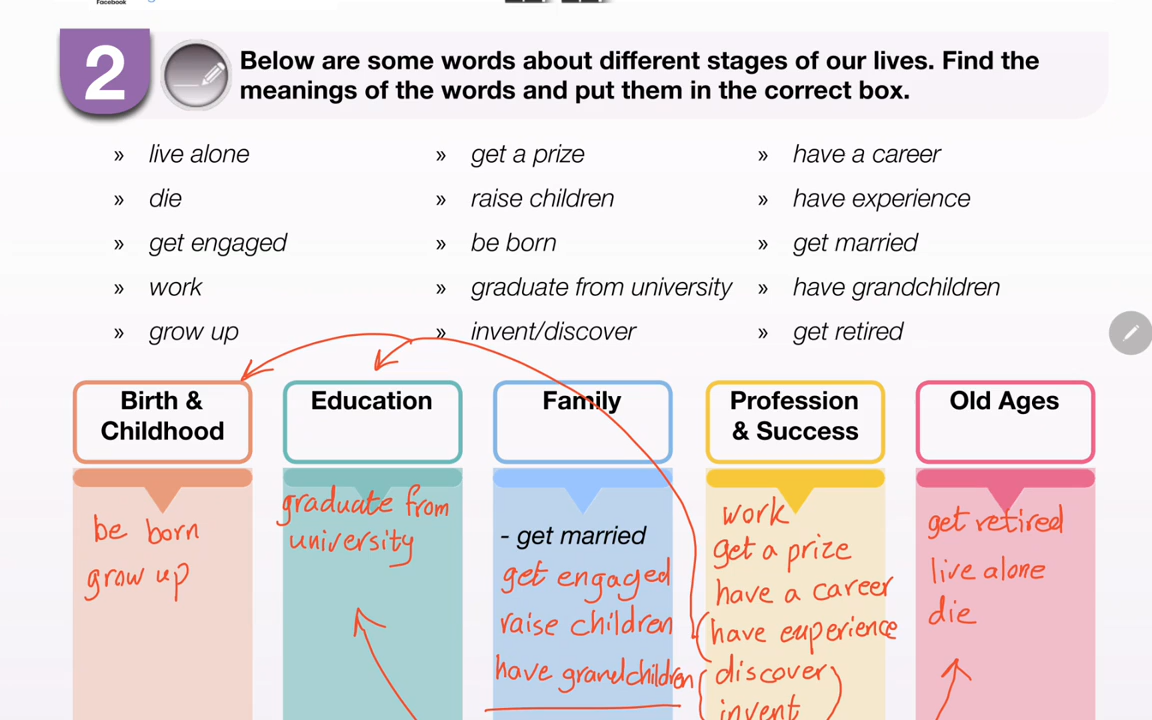 Facebook
2
Below are some words about different stages of our lives. Find the
meanings of the words and put them in the correct box.
» live alone
» die
» get engaged
» work
» grow up
» get a prize
» raise children
» be born
» graduate from university
» invent/discover
» have a career
» have experience
» get married
» have grandchildren
» get retired
Birth &
Childhood
be born
grow up
Education
graduate from
university
Family
- get married
get engaged
raise children
have grandchildren
Profession
& Success
work
get a prize
have a career
have experience
discover
invent
Old Ages
get retired
live alone
die